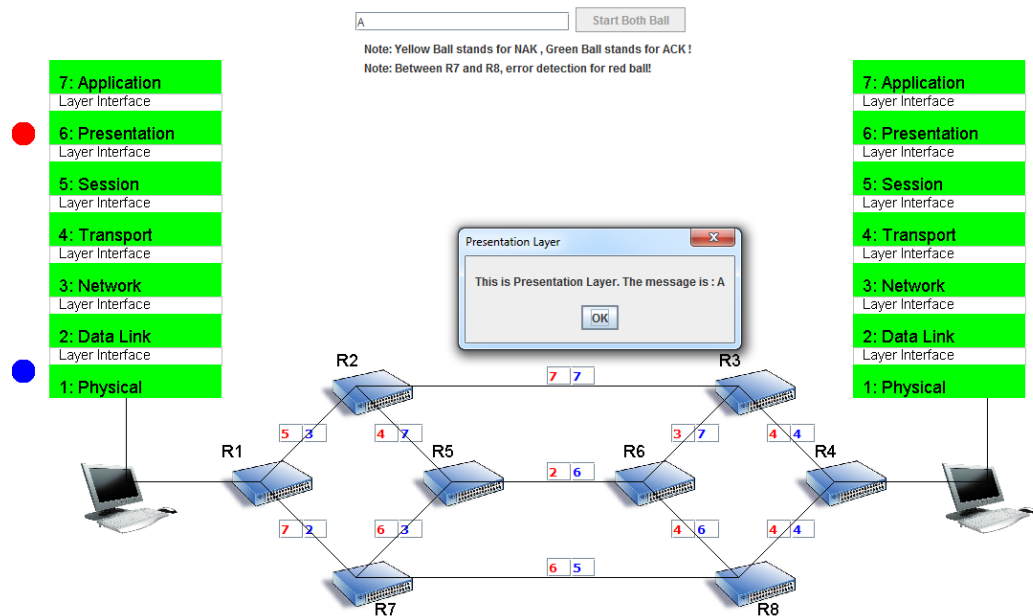 A
Start Both Ball
Note: Yellow Ball stands for NAK , Green Ball stands for ACK !
Note: Between R7 and R8, error detection for red ball!
7: Application
Layer Interface
6: Presentation
Layer Interface
5: Session
Layer Interface
4: Transport
Layer Interface
3: Network
Layer Interface
2: Data Link
Layer Interface
1: Physical
7: Application
Layer Interface
6: Presentation
Layer Interface
5: Session
Layer Interface
4: Transport
Layer Interface
3: Network
Layer Interface
2: Data Link
Layer Interface
1: Physical
Presentation Layer
This is Presentation Layer. The message is : A
OK
R2
R3
7 7
5 3
4 7
3 7
4 4
R1
R5
R6
R4
2 6
7 2
6 3
4 6
4 4
6 5
R7
R8